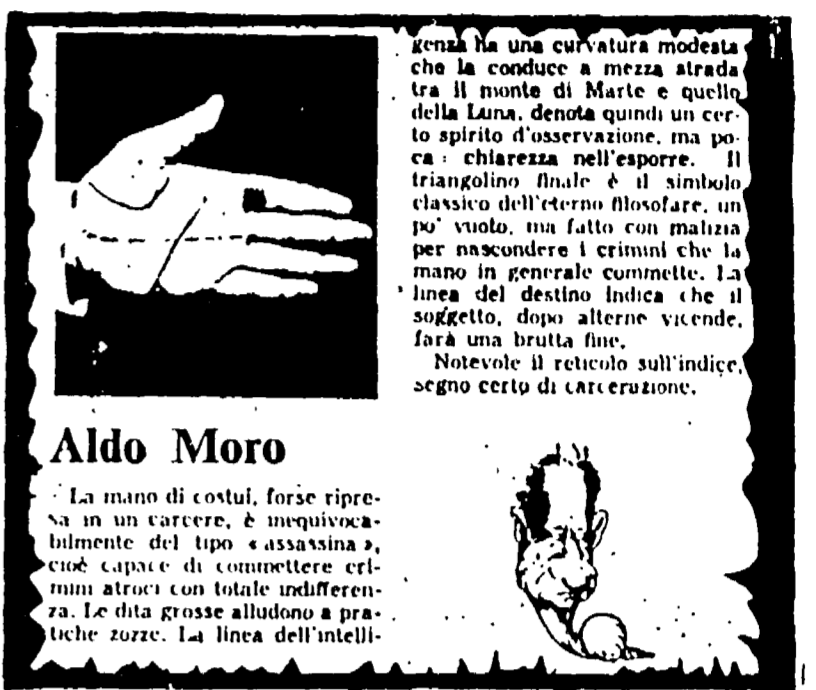 Aldo Moro
La mano di costui, forse ripre-
sa in un carcere, è inequivoca-
bilmente del tipo «assassina»,
cioè capace di commettere cri-
mini atroci con totale indifferen-
za. Le dita grosse alludono a pra-
tiche zozze. La linea dell'intelli-
genza ha una curvatura modesta
che la conduce a mezza strada
tra il monte di Marte e quello
della Luna, denota quindi un cer-
to spirito d'osservazione, ma po-
ca chiarezza nell'esporre. Il
triangolino finale è il simbolo
classico dell'eterno filosofare, un
po' vuoto, ma fatto con malizia
per nascondere i crimini che la
mano in generale commette. La
linea del destino indica che il
soggetto, dopo alterne vicende,
farà una brutta fine.
Notevole il reticolo sull'indice,
segno certo di carcerazione.